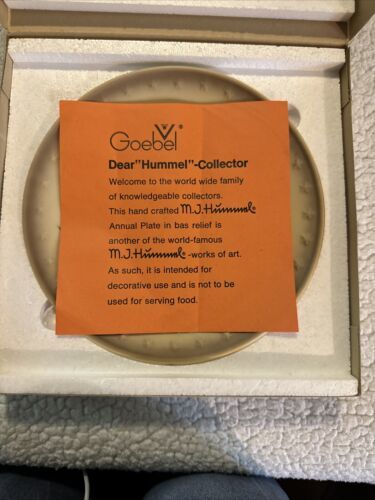 Goebel®
Dear"Hummel"-Collector
Welcome to the world wide family
of knowledgeable collectors.
This hand crafted M.J.Hummel®
Annual Plate in bas relief is
another of the world-famous
M.J.Hummel® -works of art.
As such, it is intended for
decorative use and is not to be
used for serving food.